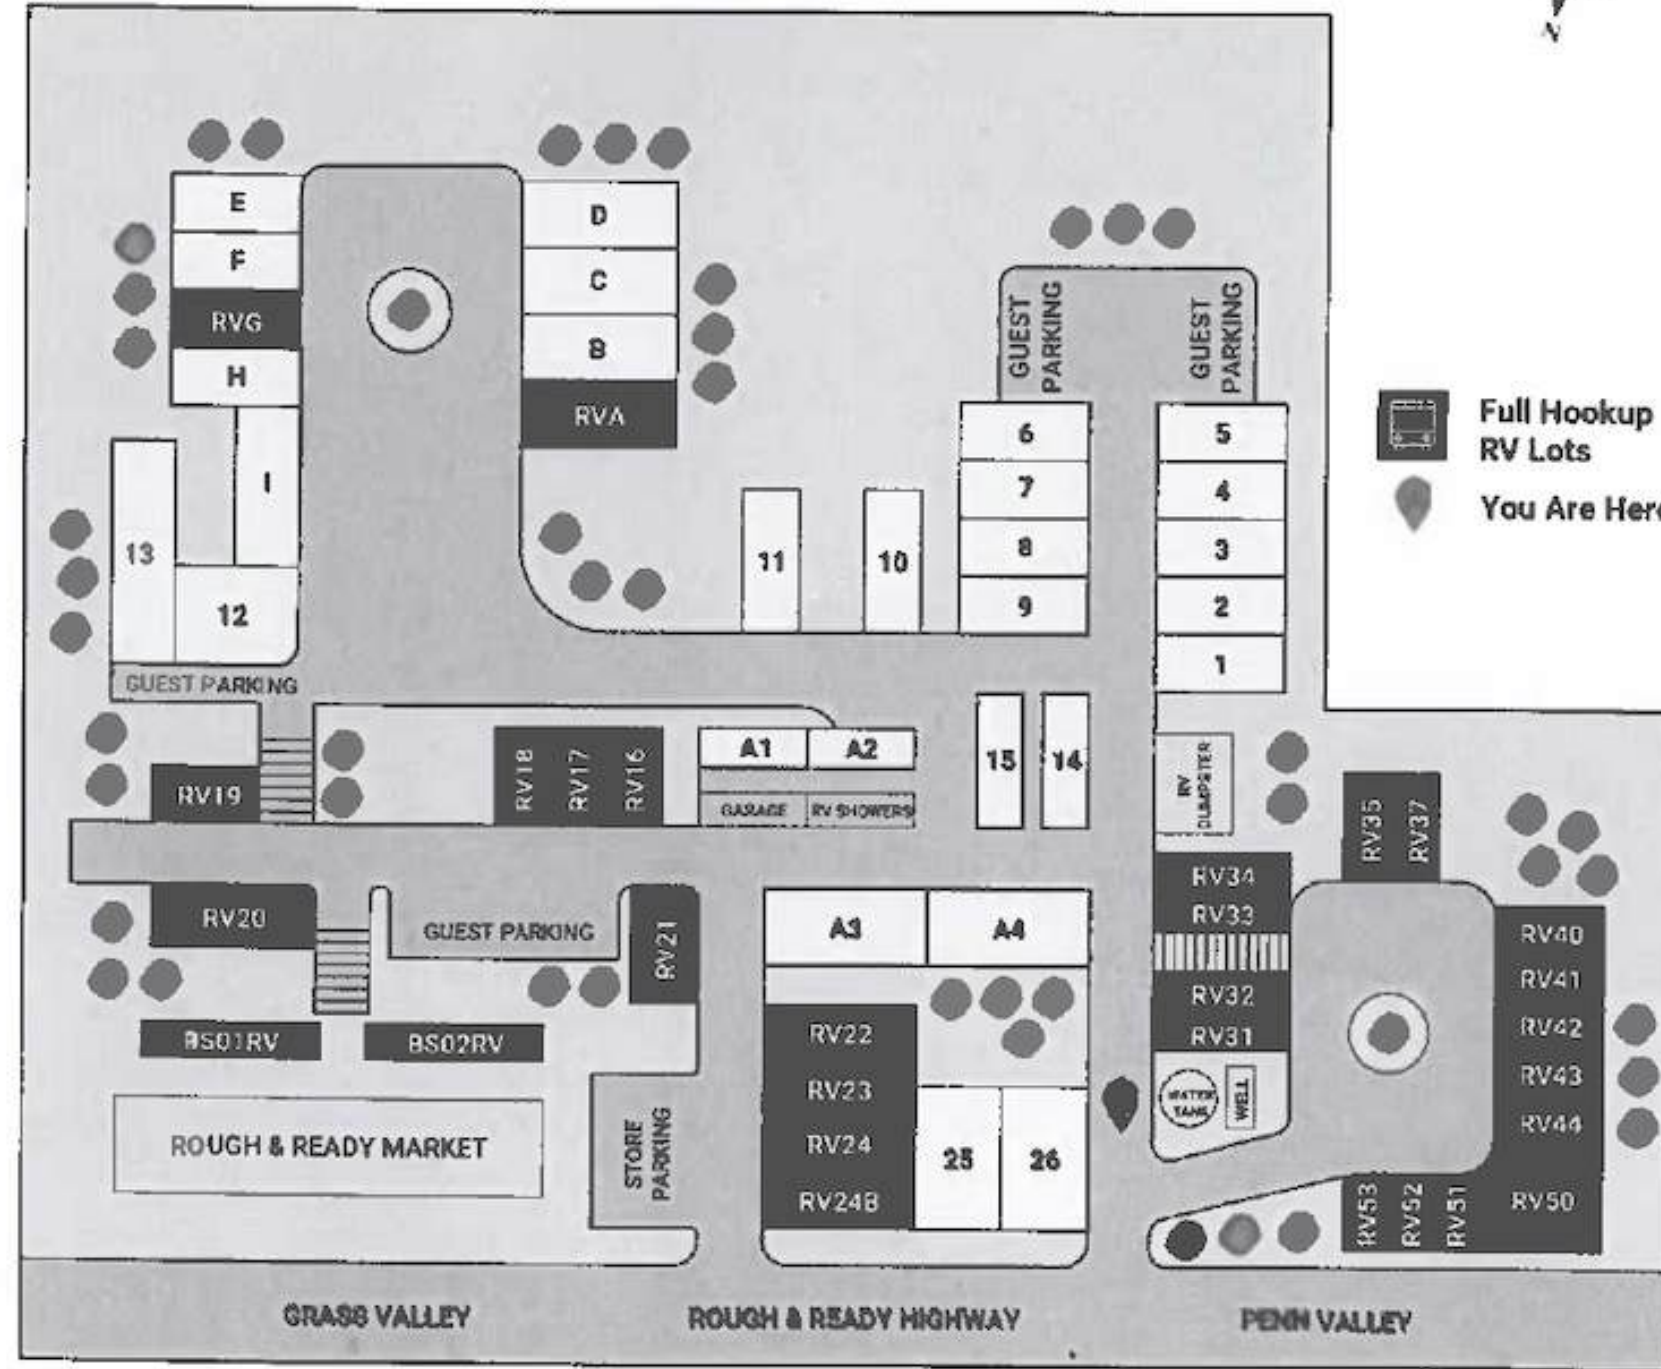 N
E
F
RVG
H
I
13
12
GUEST PARKING
D
C
B
RVA
11
10
GUEST
PARKING
GUEST
PARKING
6
7
8
9
5
4
3
2
1
Full Hookup
RV Lots
You Are Here
RV19
RV18
RV17
RV16
A1
A2
GARAGE
RV SHOWERS
15
14
RV
DUMPSTER
RV35
RV37
RV20
GUEST PARKING
RV21
A3
A4
RV34
RV33
RV32
RV31
RV40
RV41
RV42
RV43
RV44
RV50
BS01RV
BS02RV
RV22
RV23
RV24
RV24B
25
26
WATER
TANK
WELL
ROUGH & READY MARKET
STORE
PARKING
RV53
RV52
RV51
GRASS VALLEY
ROUGH & READY HIGHWAY
PENN VALLEY